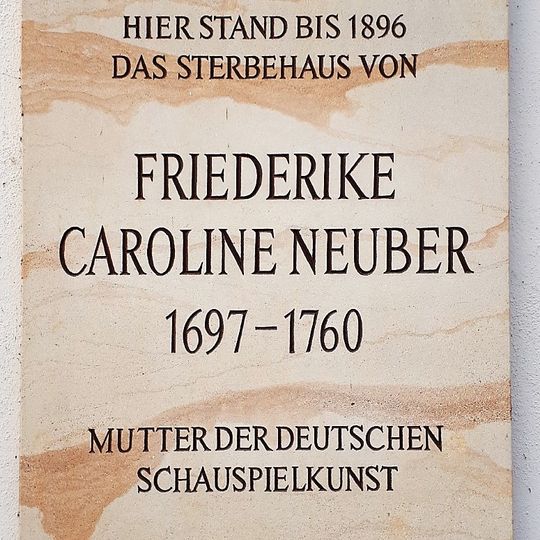 HIER STAND BIS 1896
DAS STERBEHAUS VON
FRIEDERIKE
CAROLINE NEUBER
1697–1760
MUTTER DER DEUTSCHEN
SCHAUSPIELKUNST